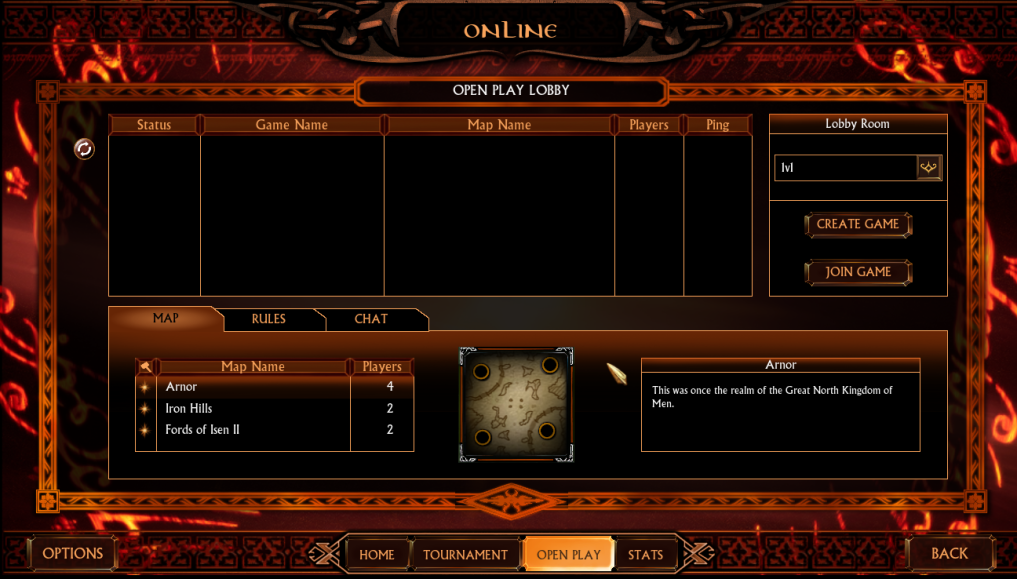 ONLINE
OPEN PLAY LOBBY
Status Game Name Map Name Players Ping
Lobby Room
lvl
CREATE GAME
JOIN GAME
MAP RULES CHAT
Map Name Players
Arnor 4
Iron Hills 2
Fords of Isen II 2
Arnor
This was once the realm of the Great North Kingdom of
Men.
OPTIONS HOME TOURNAMENT OPEN PLAY STATS BACK